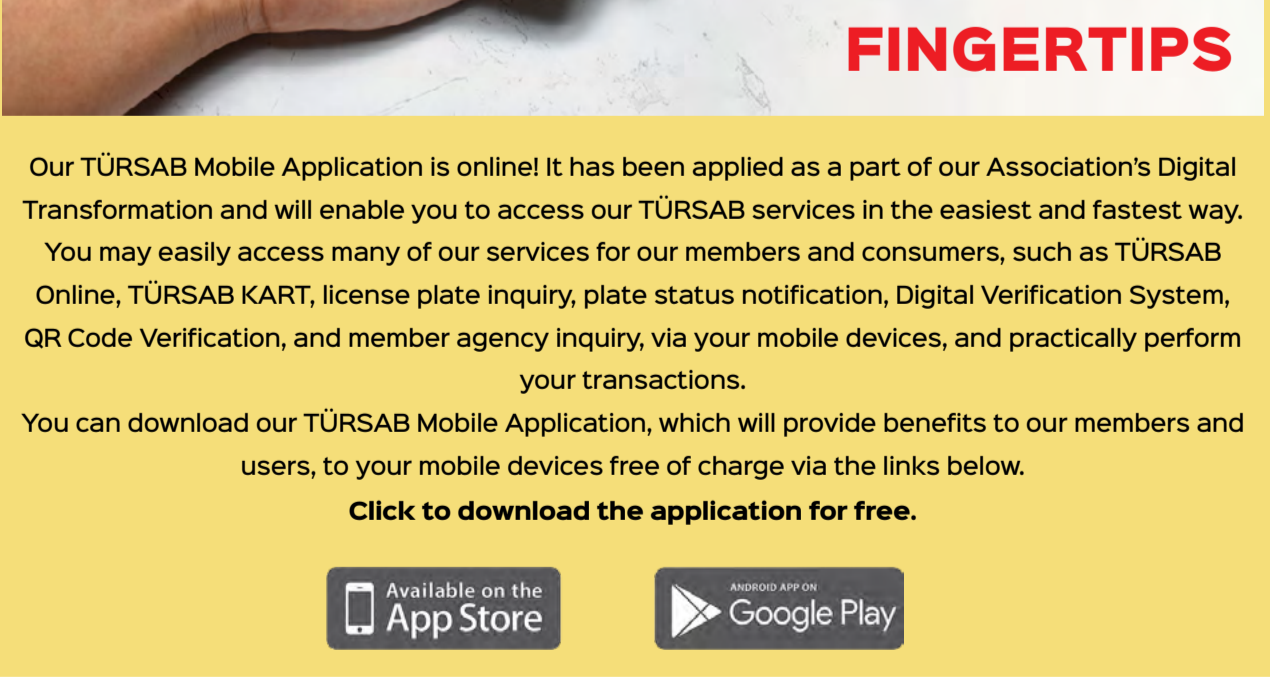 FINGERTIPS
Our TÜRSAB Mobile Application is online! It has been applied as a part of our Association’s Digital
Transformation and will enable you to access our TÜRSAB services in the easiest and fastest way.
You may easily access many of our services for our members and consumers, such as TÜRSAB
Online, TÜRSAB KART, license plate inquiry, plate status notification, Digital Verification System,
QR Code Verification, and member agency inquiry, via your mobile devices, and practically perform
your transactions.
You can download our TÜRSAB Mobile Application, which will provide benefits to our members and
users, to your mobile devices free of charge via the links below.
Click to download the application for free.
Available on the
App Store
ANDROID APP ON
Google Play